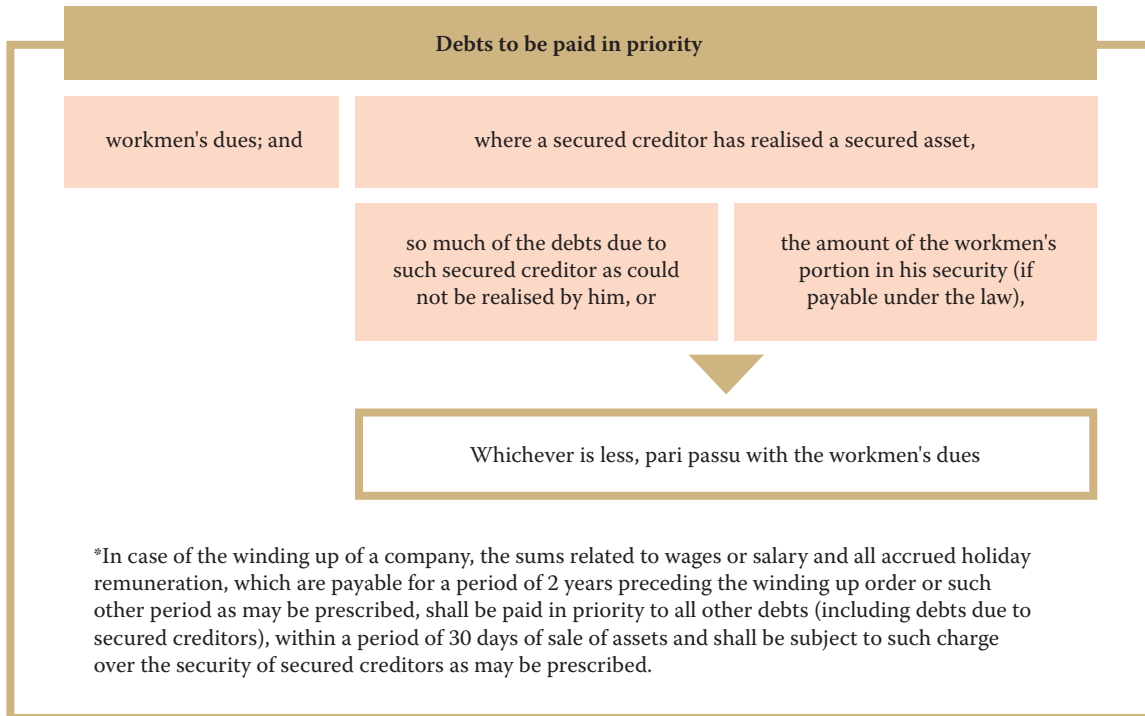 Debts to be paid in priority
workmen's dues; and
where a secured creditor has realised a secured asset,
so much of the debts due to
such secured creditor as could
not be realised by him, or
the amount of the workmen's
portion in his security (if
payable under the law),
Whichever is less, pari passu with the workmen's dues
*In case of the winding up of a company, the sums related to wages or salary and all accrued holiday
remuneration, which are payable for a period of 2 years preceding the winding up order or such
other period as may be prescribed, shall be paid in priority to all other debts (including debts due to
secured creditors), within a period of 30 days of sale of assets and shall be subject to such charge
over the security of secured creditors as may be prescribed.